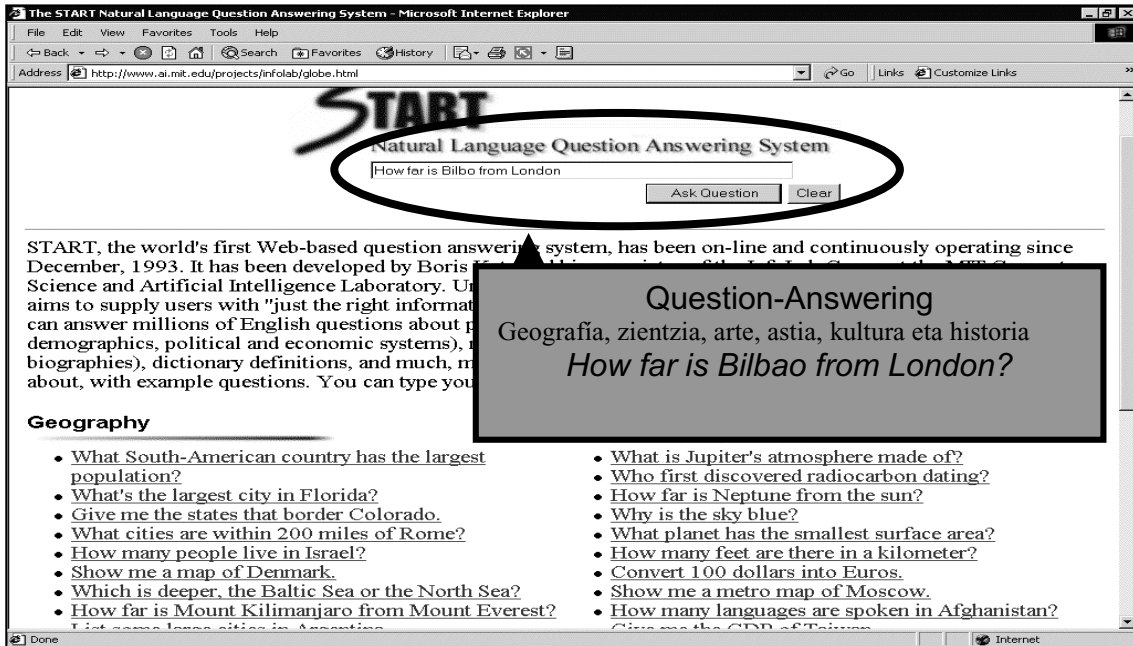 The START Natural Language Question Answering System - Microsoft Internet Explorer
File Edit View Favorites Tools Help
Back Search Favorites History
Address http://www.ai.mit.edu/projects/infolab/globe.html Go Links Customize Links
START
Natural Language Question Answering System
How far is Bilbo from London
Ask Question Clear
START, the world's first Web-based question answering system, has been on-line and continuously operating since
December, 1993. It has been developed by Boris
Science and Artificial Intelligence Laboratory.
aims to supply users with "just the right
can answer millions of English questions about
demographics, political and economic systems),
biographies), dictionary definitions, and much,
about, with example questions. You can type
Question-Answering
Geografía, zientzia, arte, astia, kultura eta historia
How far is Bilbao from London?
Geography
• What South-American country has the largest
population?
• What's the largest city in Florida?
• Give me the states that border Colorado.
• What cities are within 200 miles of Rome?
• How many people live in Israel?
• Show me a map of Denmark.
• Which is deeper, the Baltic Sea or the North Sea?
• How far is Mount Kilimanjaro from Mount Everest?
• List some large cities in Argentina.
• What is Jupiter's atmosphere made of?
• Who first discovered radiocarbon dating?
• How far is Neptune from the sun?
• Why is the sky blue?
• What planet has the smallest surface area?
• How many feet are there in a kilometer?
• Convert 100 dollars into Euros.
• Show me a metro map of Moscow.
• How many languages are spoken in Afghanistan?
• Give me the GDP of Taiwan.
Done Internet